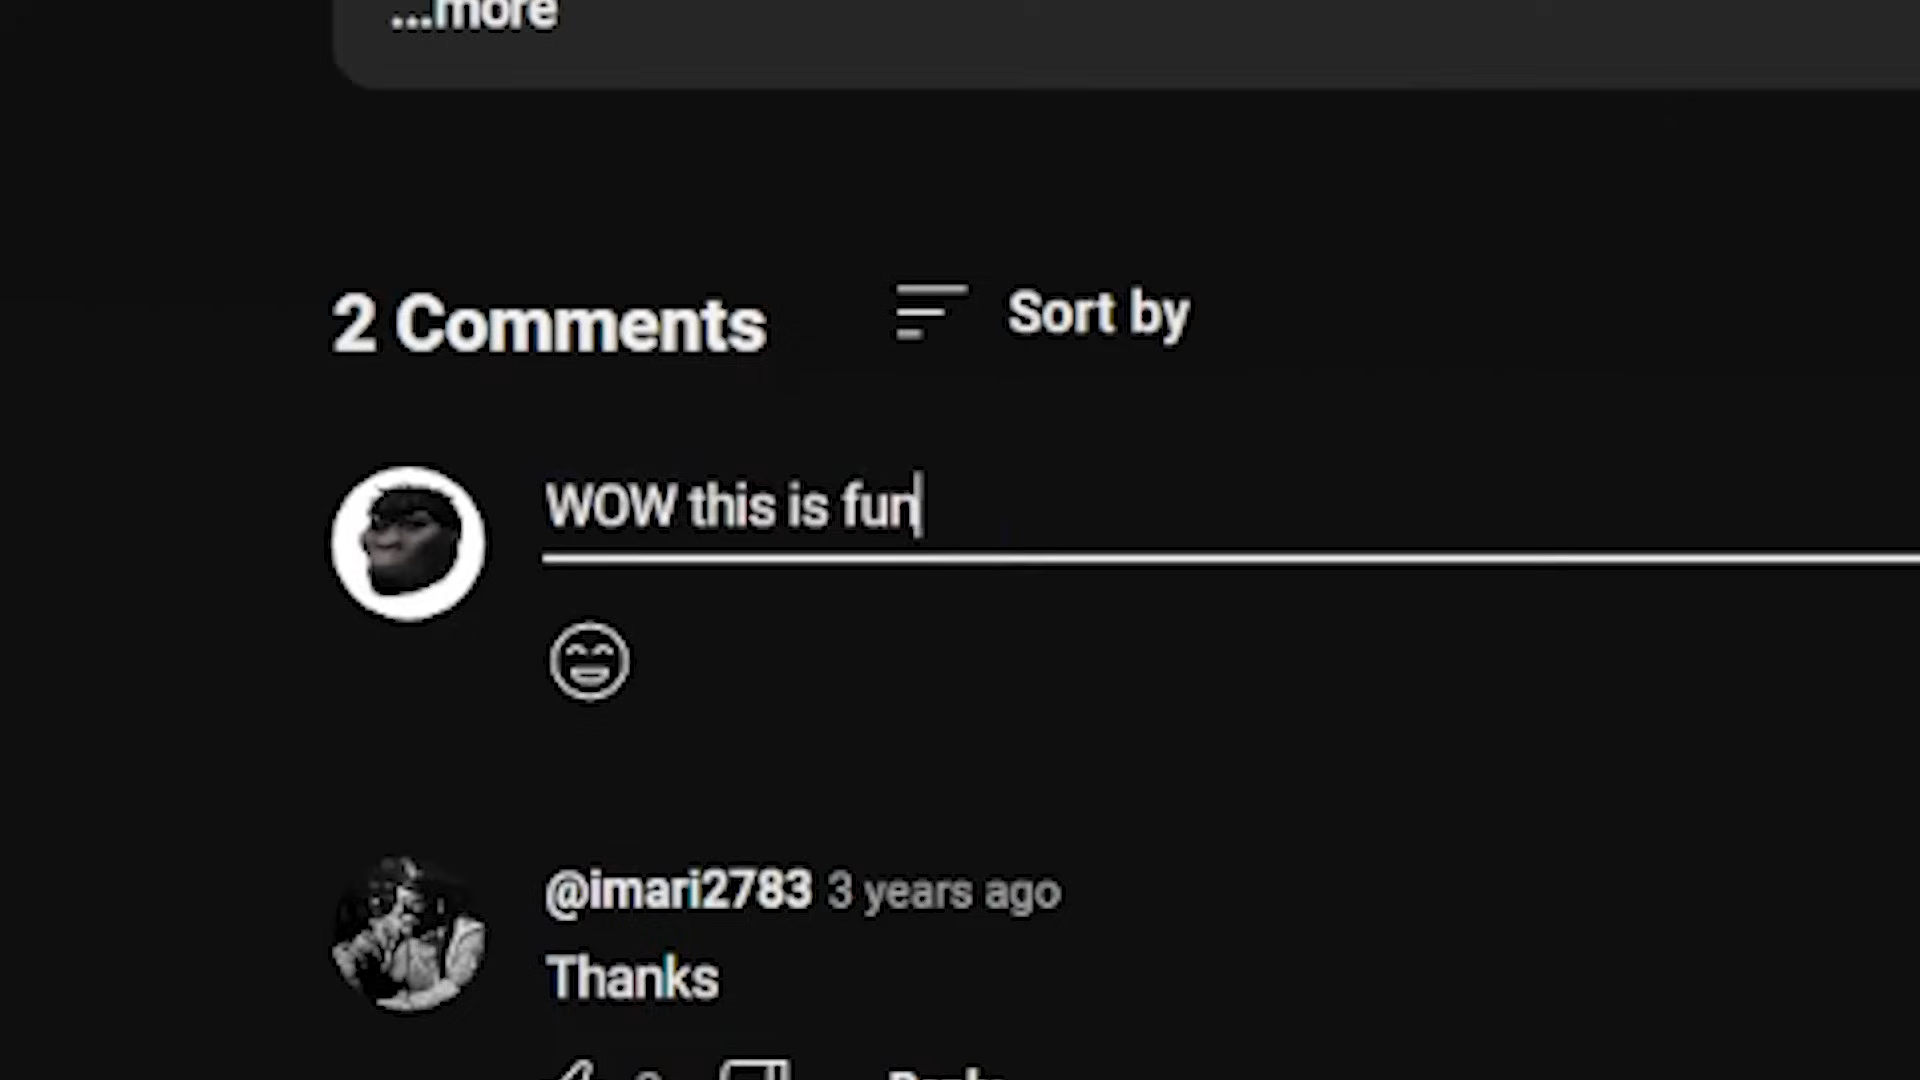 ...more
2 Comments
Sort by
WOW this is fun
@imari2783 3 years ago
Thanks